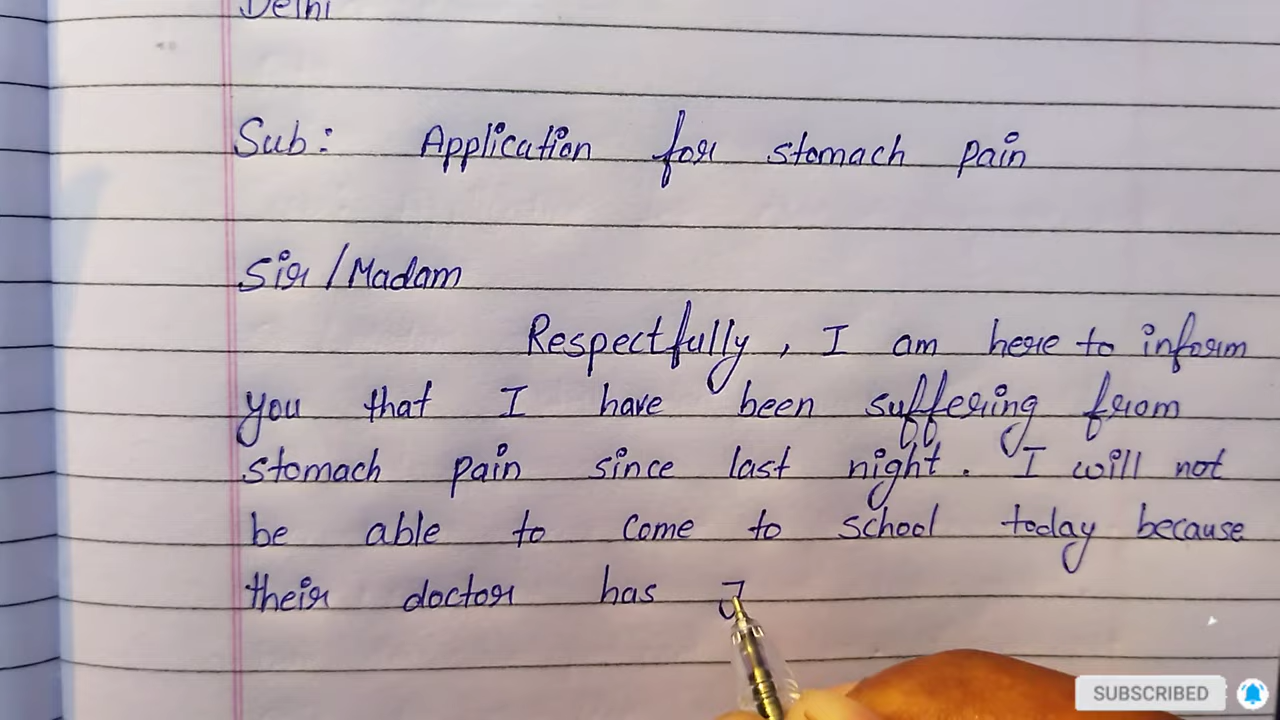 Delhi
Sub: Application for stomach pain
Sir/Madam
Respectfully, I am here to inform
you that I have been suffering from
stomach pain since last night. I will not
be able to come to school today because
their doctor has
SUBSCRIBED